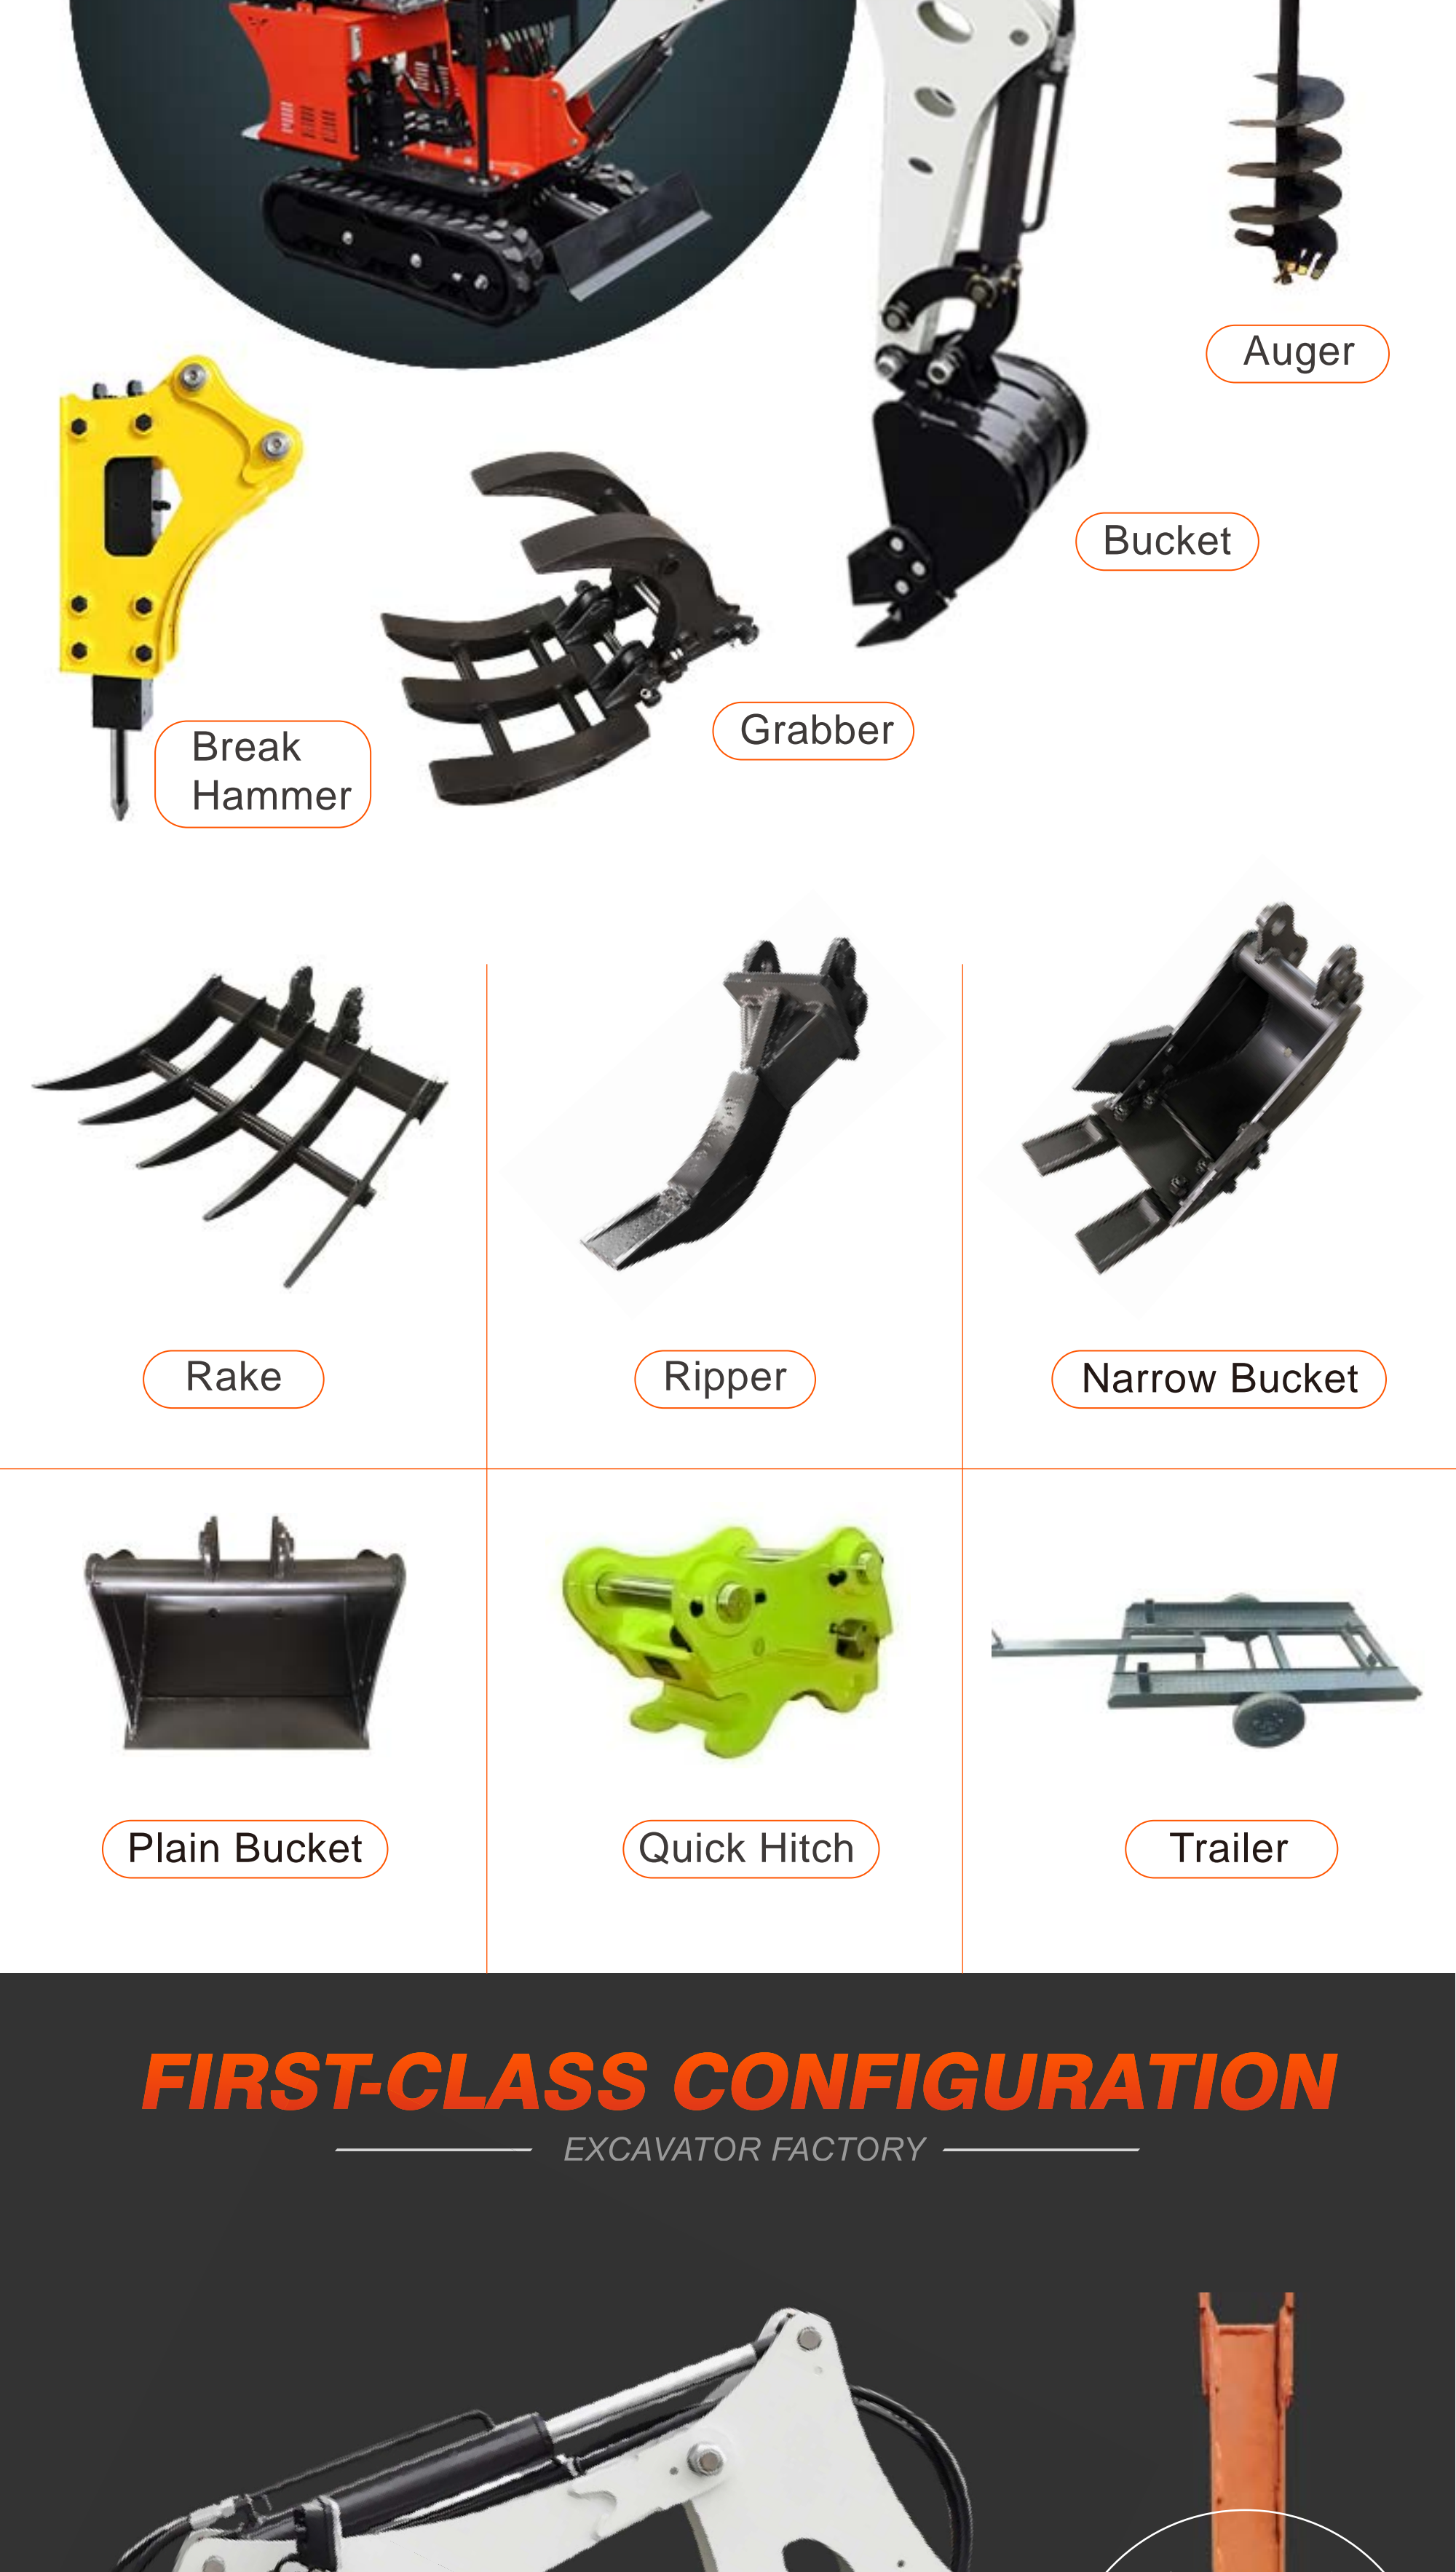 Auger
Bucket
Grabber
Break
Hammer
Rake
Ripper
Narrow Bucket
Plain Bucket
Quick Hitch
Trailer
FIRST-CLASS CONFIGURATION
EXCAVATOR FACTORY